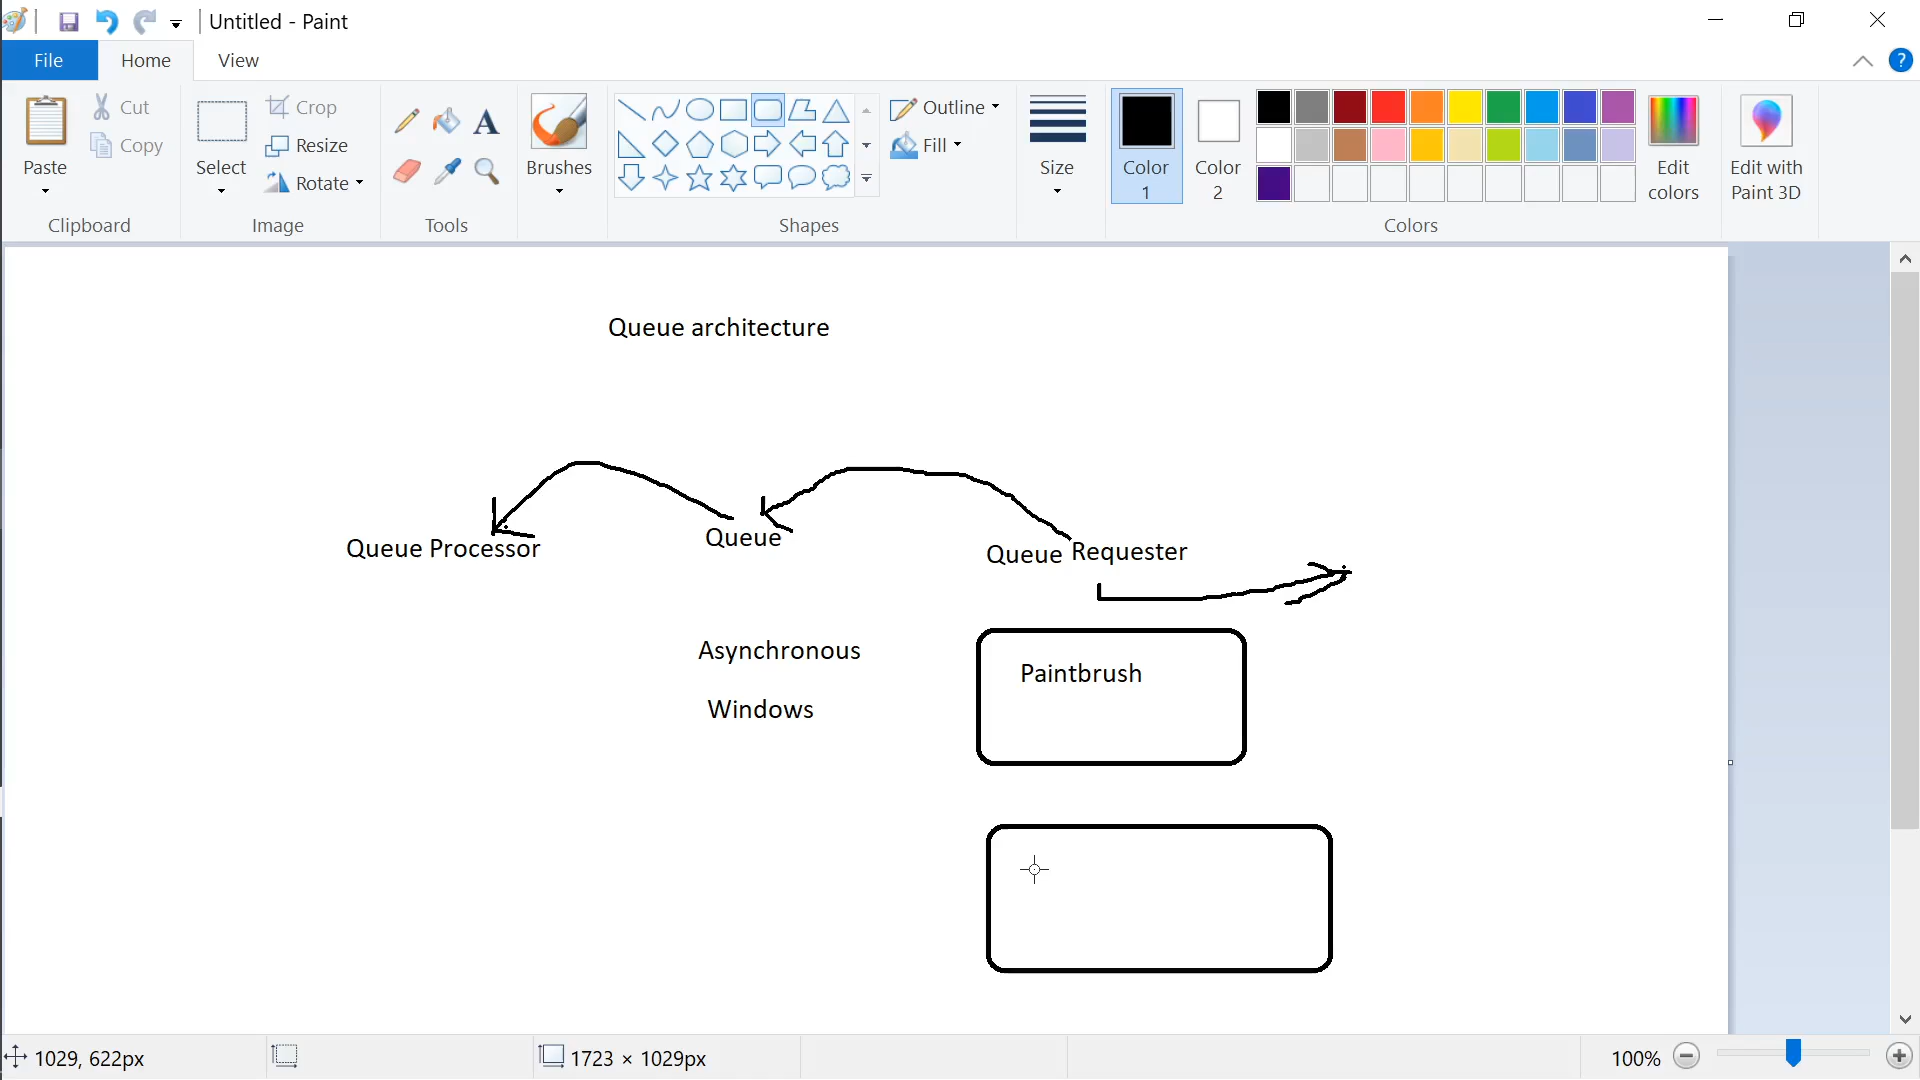 Untitled - Paint
File Home View
Paste
Cut
Copy
Clipboard
Select
Crop
Resize
Rotate
Image
Tools
Brushes
Shapes
Outline
Fill
Size
Color 1
Color 2
Colors
Edit colors
Edit with Paint 3D
Queue architecture
Queue Processor
Queue
Queue Requester
Asynchronous
Paintbrush
Windows
1029, 622px
1723 × 1029px
100%